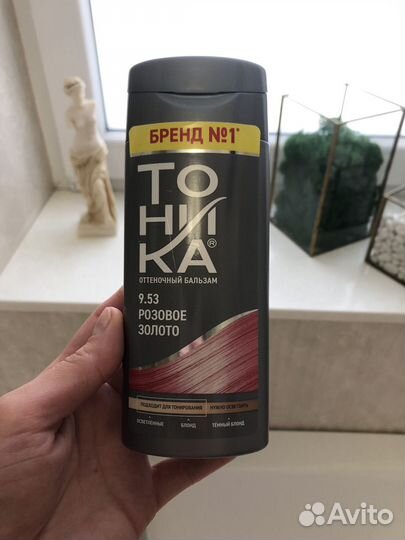 БРЕНД №1*
ТО
НИ
КА®
ОТТЕНОЧНЫЙ БАЛЬЗАМ
9.53
РОЗОВОЕ
ЗОЛОТО
ПОДХОДИТ ДЛЯ ТОНИРОВАНИЯ НУЖНО ОСВЕТЛИТЬ
ОСВЕТЛЕННЫЕ БЛОНД ТЁМНЫЙ БЛОНД
Avito